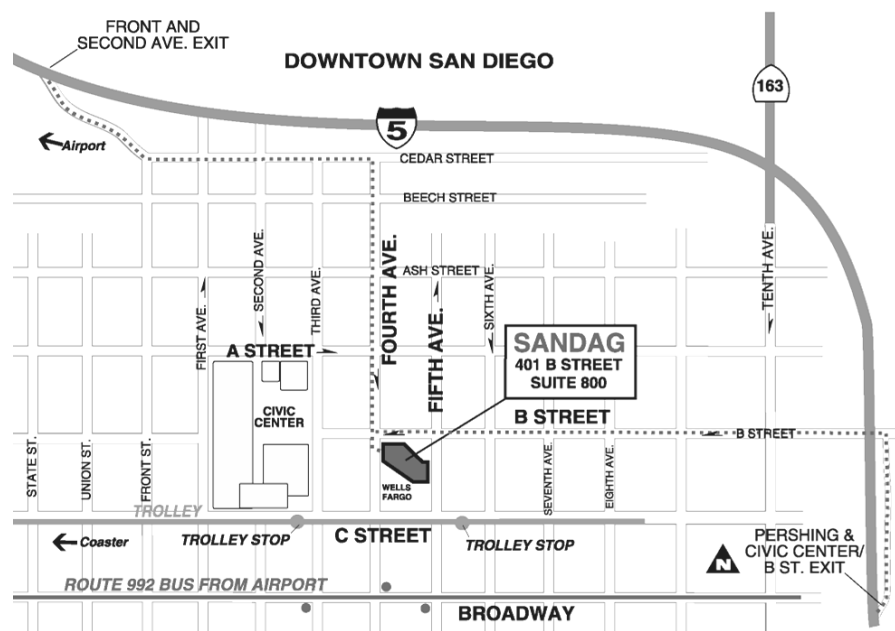 FRONT AND
SECOND AVE. EXIT
DOWNTOWN SAN DIEGO
163
5
Airport
CEDAR STREET
BEECH STREET
ASH STREET
FIRST AVE.
SECOND AVE.
THIRD AVE.
FOURTH AVE.
FIFTH AVE.
SIXTH AVE.
TENTH AVE.
A STREET
SANDAG
401 B STREET
SUITE 800
CIVIC
CENTER
B STREET
B STREET
STATE ST.
UNION ST.
FRONT ST.
WELLS
FARGO
SEVENTH AVE.
EIGHTH AVE.
TROLLEY
Coaster
TROLLEY STOP
C STREET
TROLLEY STOP
N
PERSHING &
CIVIC CENTER/
B ST. EXIT
ROUTE 992 BUS FROM AIRPORT
BROADWAY